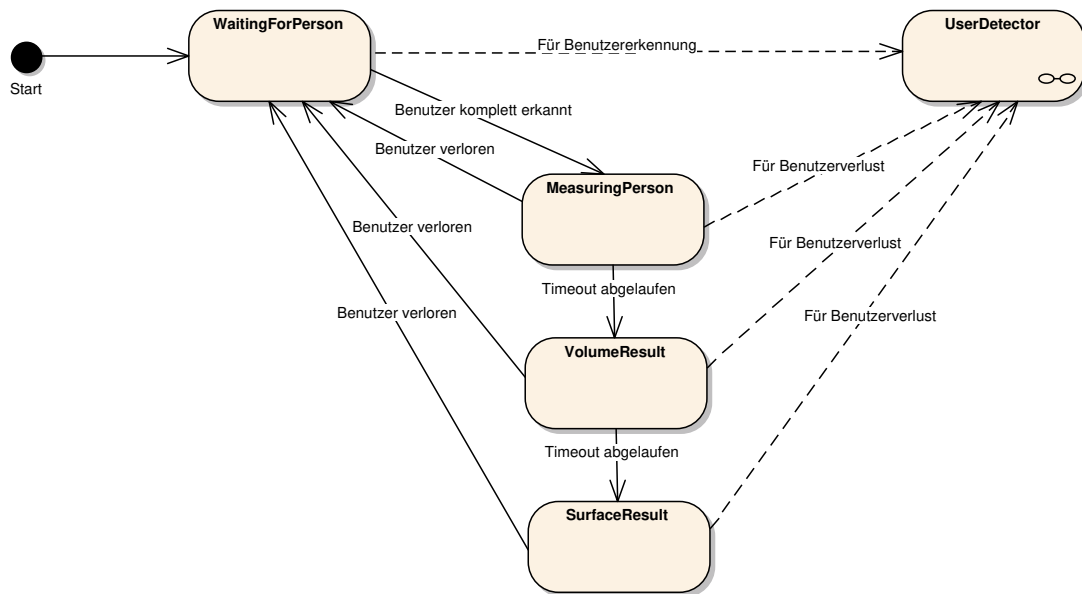 WaitingForPerson
UserDetector
Für Benutzererkennung
Start
Benutzer komplett erkannt
Benutzer verloren
Für Benutzerverlust
MeasuringPerson
Benutzer verloren
Für Benutzerverlust
Timeout abgelaufen
Benutzer verloren
Für Benutzerverlust
VolumeResult
Timeout abgelaufen
SurfaceResult